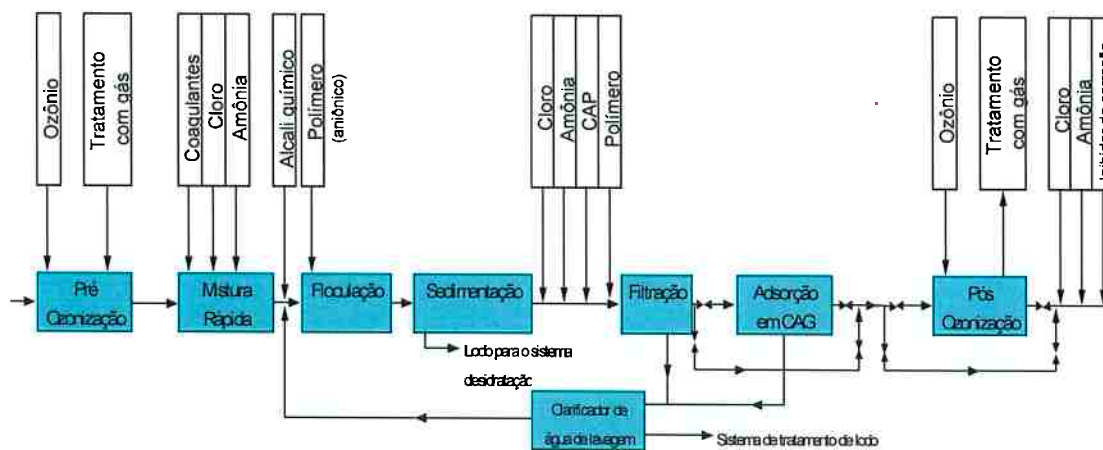 Ozônio
Tratamento
com gás
Coagulantes
Cloro
Amônia
Alcali químico
Polímero
(aniônico)
Cloro
Amônia
CAP
Polímero
Ozônio
Tratamento
com gás
Cloro
Amônia
Pré
Ozonização
Mistura
Rápida
Floculação
Sedimentação
Filtração
Adsorção
em CAG
Pós
Ozonização
Lodo para o sistema
desidratação
Clarificador de
água de lavagem
Sistema de tratamento de lodo